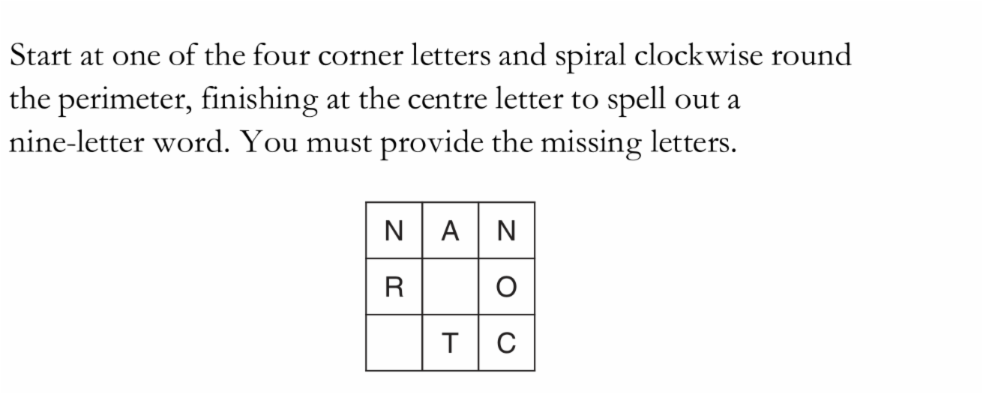 Start at one of the four corner letters and spiral clockwise round
the perimeter, finishing at the centre letter to spell out a
nine-letter word. You must provide the missing letters.
N A N
R O
T C